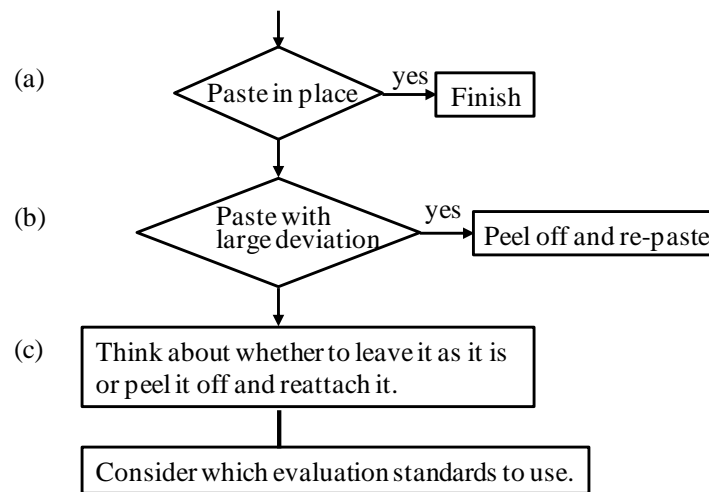 (a)
Paste in place
yes
Finish
(b)
Paste with
large deviation
yes
Peel off and re-paste
(c)
Think about whether to leave it as it is
or peel it off and reattach it.
Consider which evaluation standards to use.